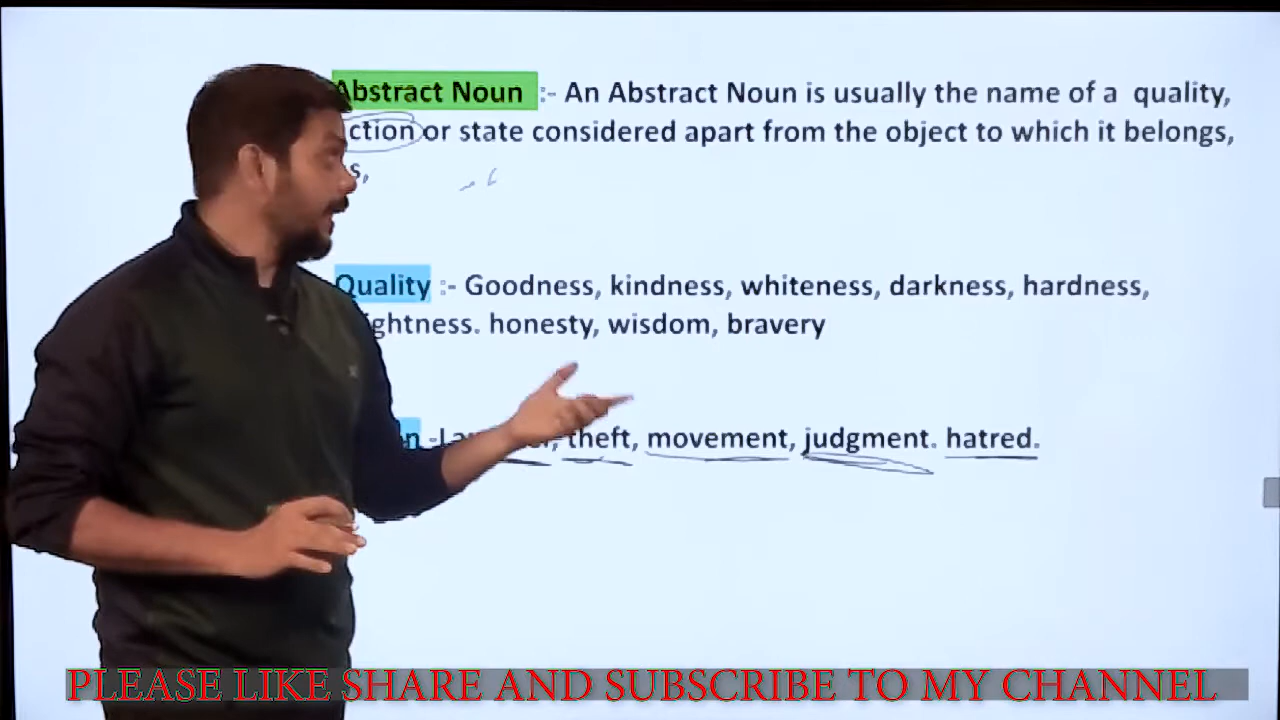 Abstract Noun :- An Abstract Noun is usually the name of a quality,
ction or state considered apart from the object to which it belongs,
s,
Quality :- Goodness, kindness, whiteness, darkness, hardness,
ightness. honesty, wisdom, bravery
theft, movement, judgment. hatred.
PLEASE LIKE SHARE AND SUBSCRIBE TO MY CHANNEL